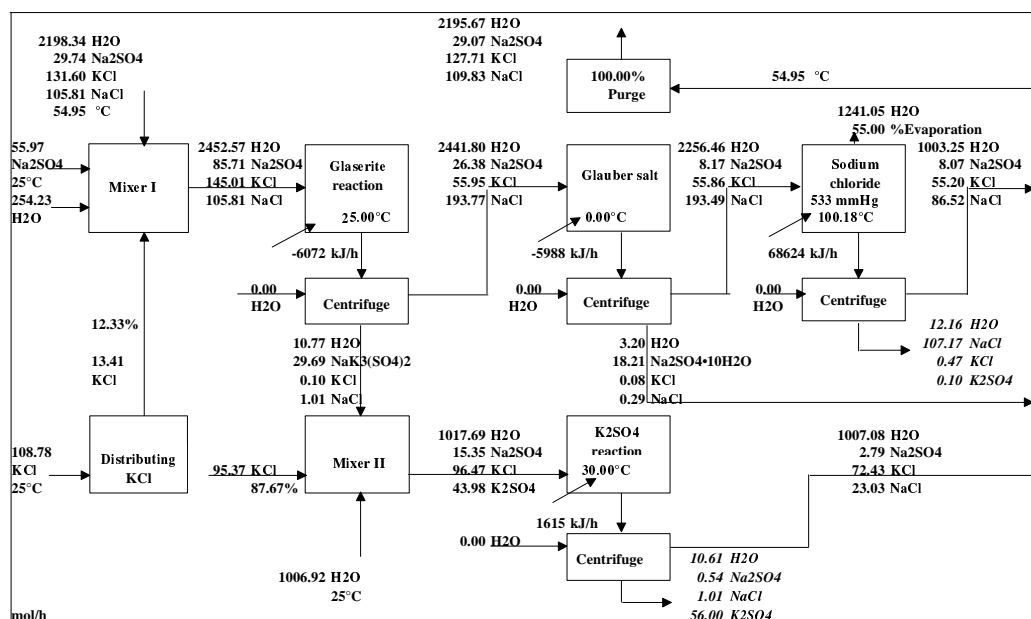 2198.34 H2O
29.74 Na2SO4
131.60 KCl
105.81 NaCl
54.95 °C
2195.67 H2O
29.07 Na2SO4
127.71 KCl
109.83 NaCl
100.00%
Purge
54.95 °C
55.97
Na2SO4
25°C
254.23
H2O
Mixer I
2452.57 H2O
85.71 Na2SO4
145.01 KCl
105.81 NaCl
Glaserite
reaction
25.00°C
-6072 kJ/h
2441.80 H2O
26.38 Na2SO4
55.95 KCl
193.77 NaCl
Glauber salt
0.00°C
-5988 kJ/h
2256.46 H2O
8.17 Na2SO4
55.86 KCl
193.49 NaCl
1241.05 H2O
55.00 %Evaporation
Sodium
chloride
533 mmHg
100.18°C
68624 kJ/h
1003.25 H2O
8.07 Na2SO4
55.20 KCl
86.52 NaCl
0.00
H2O
Centrifuge
0.00
H2O
Centrifuge
0.00
H2O
Centrifuge
12.33%
13.41
KCl
10.77 H2O
29.69 NaK3(SO4)2
0.10 KCl
1.01 NaCl
3.20 H2O
18.21 Na2SO4•10H2O
0.08 KCl
0.29 NaCl
12.16 H2O
107.17 NaCl
0.47 KCl
0.10 K2SO4
108.78
KCl
25°C
Distributing
KCl
95.37 KCl
87.67%
Mixer II
1017.69 H2O
15.35 Na2SO4
96.47 KCl
43.98 K2SO4
K2SO4
reaction
30.00°C
1615 kJ/h
1007.08 H2O
2.79 Na2SO4
72.43 KCl
23.03 NaCl
1006.92 H2O
25°C
0.00 H2O
Centrifuge
10.61 H2O
0.54 Na2SO4
1.01 NaCl
56.00 K2SO4
mol/h